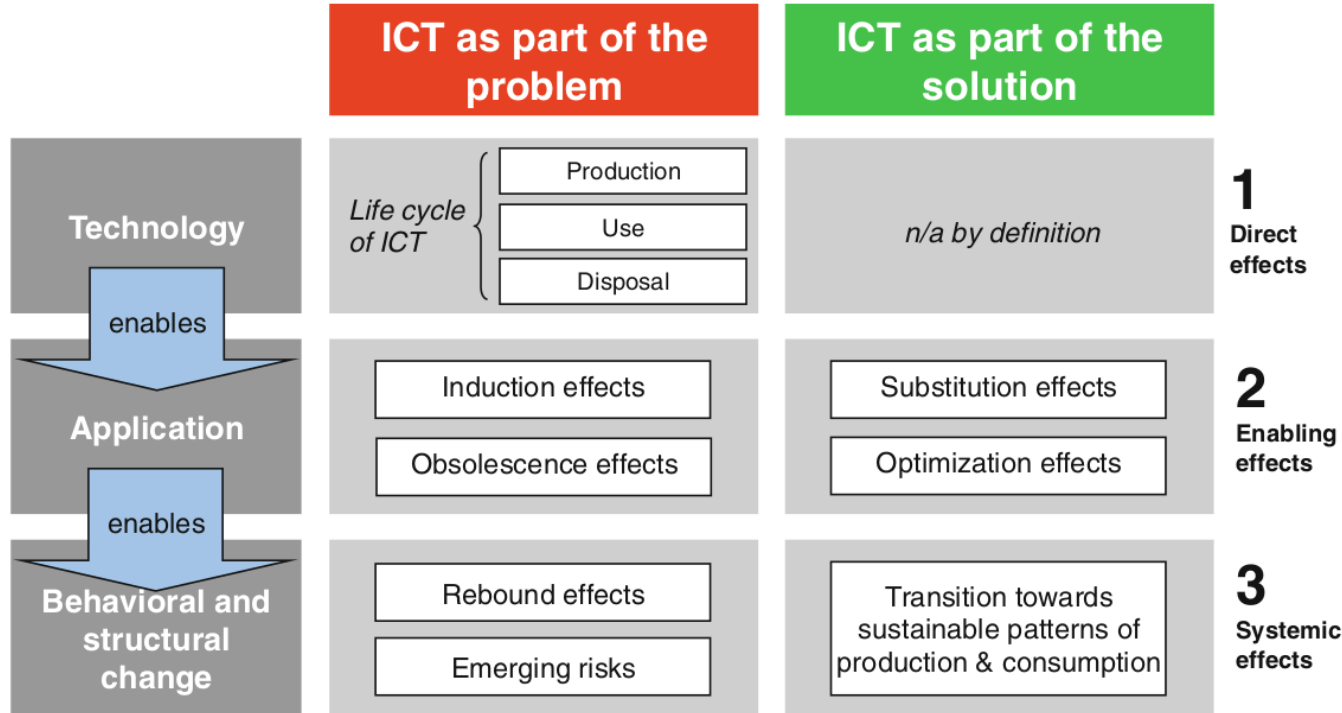 ICT as part of the
problem
ICT as part of the
solution
Technology
Life cycle
of ICT
Production
Use
Disposal
n/a by definition
1
Direct
effects
enables
Application
Induction effects
Obsolescence effects
Substitution effects
Optimization effects
2
Enabling
effects
enables
Behavioral and
structural
change
Rebound effects
Emerging risks
Transition towards
sustainable patterns of
production & consumption
3
Systemic
effects